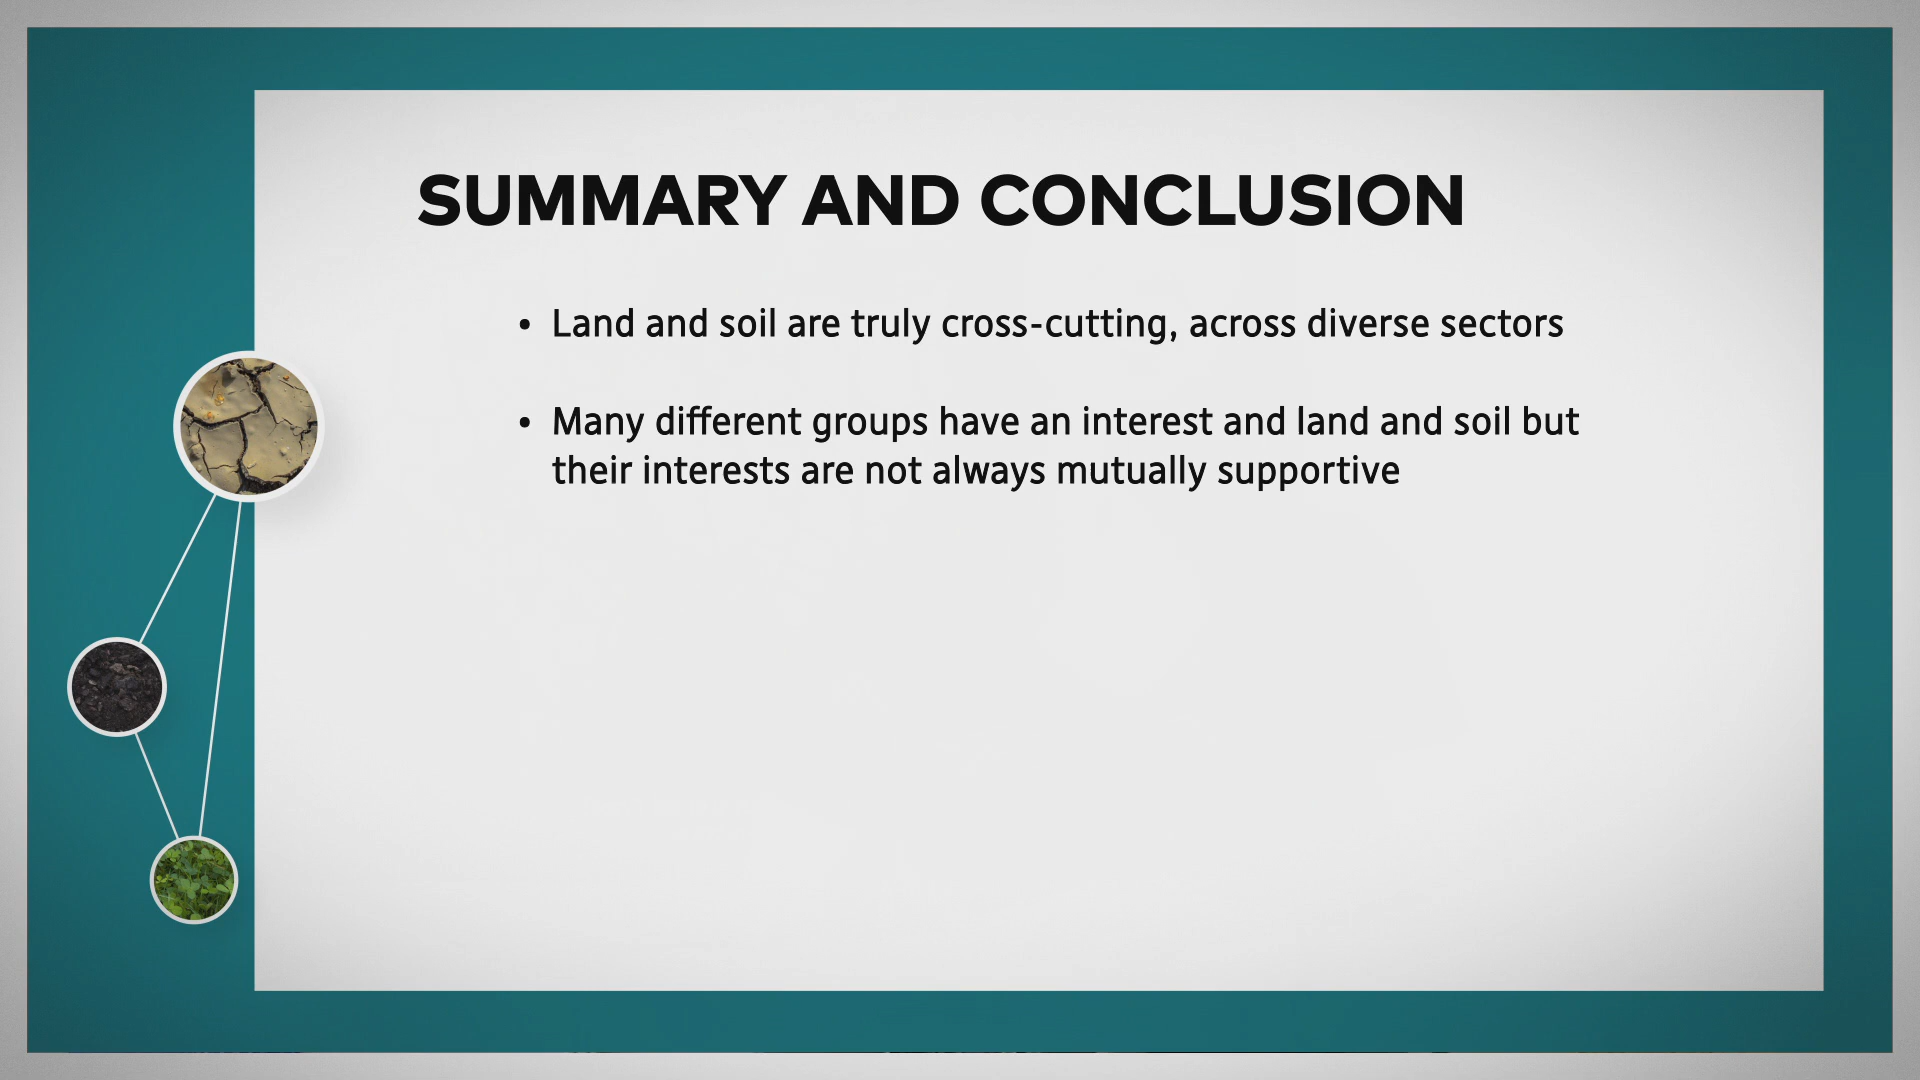 SUMMARY AND CONCLUSION
• Land and soil are truly cross-cutting, across diverse sectors
• Many different groups have an interest and land and soil but
their interests are not always mutually supportive